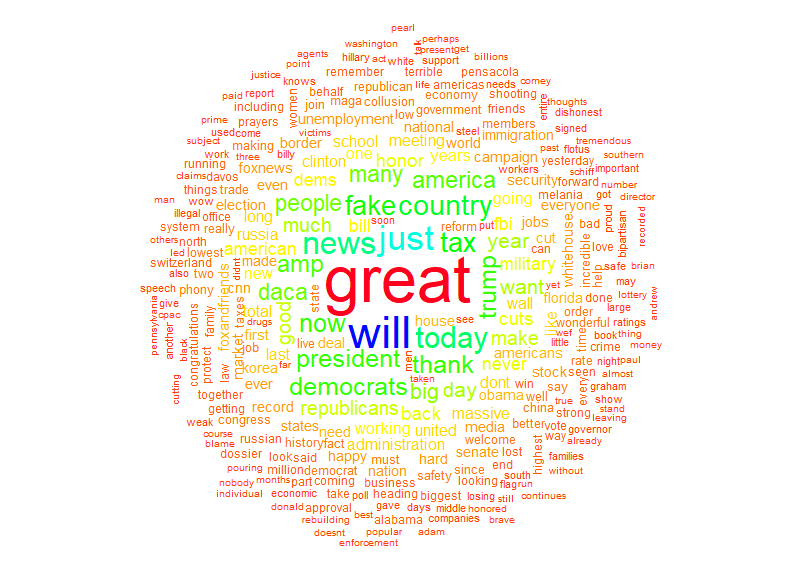 pearl
washington
talk
perhaps
present
get
agents
hillary
act
white
support
billions
point
knows
remember
terrible
pensacola
justice
life
americas
needs
comey
paid
report
women
behalf
republican
economy
shooting
entire
thoughts
including
join
maga
collusion
government
friends
dishonest
prime
prayers
unemployment
low
national
steel
members
signed
used
come
victims
immigration
tremendous
subject
making
border
school
meeting
world
past
flotus
work
three
billy
one
honor
years
campaign
workers
yesterday
southern
claims
davos
foxnews
clinton
many
america
security
forward
schiff
important
running
dems
things
trade
even
people
fake
country
going
melania
got
number
man
wow
election
long
much
bill
soon
reform
put
fbi
jobs
everyone
proud
director
illegal
office
system
really
russia
news
just
tax
year
cut
can
whitehouse
bad
incredible
love
bipartisan
recorded
others
north
american
led
lowest
made
amp
great
trump
military
help
safe
brian
switzerland
also
two
cnn
new
didnt
want
yet
may
speech
phony
taxes
daca
state
wall
florida
done
lottery
andrew
pennsylvania
give
foxandfriends
total
drugs
good
now
will
house
see
today
cuts
like
order
large
cpac
congratulations
family
market
first
live
deal
make
wef
little
wonderful
ratings
another
protect
law
job
last
men
americans
time
book
thing
black
korea
far
president
thank
never
crime
money
cutting
ever
taken
stock
seen
rate
night
paul
together
democrats
big
day
dont
win
say
every
almost
graham
getting
record
republicans
back
massive
obama
well
true
show
weak
congress
china
strong
stand
leaving
course
states
need
working
united
media
better
vote
governor
blame
russian
history
fact
administration
welcome
way
already
dossier
look
said
happy
must
hard
senate
lost
highest
families
pouring
million
democrat
nation
safety
since
end
without
nobody
months
part
coming
business
looking
south
flag
run
individual
economic
take
poll
heading
biggest
losing
still
continues
donald
approval
gave
days
middle
honored
rebuilding
best
alabama
companies
brave
doesnt
popular
adam
enforcement